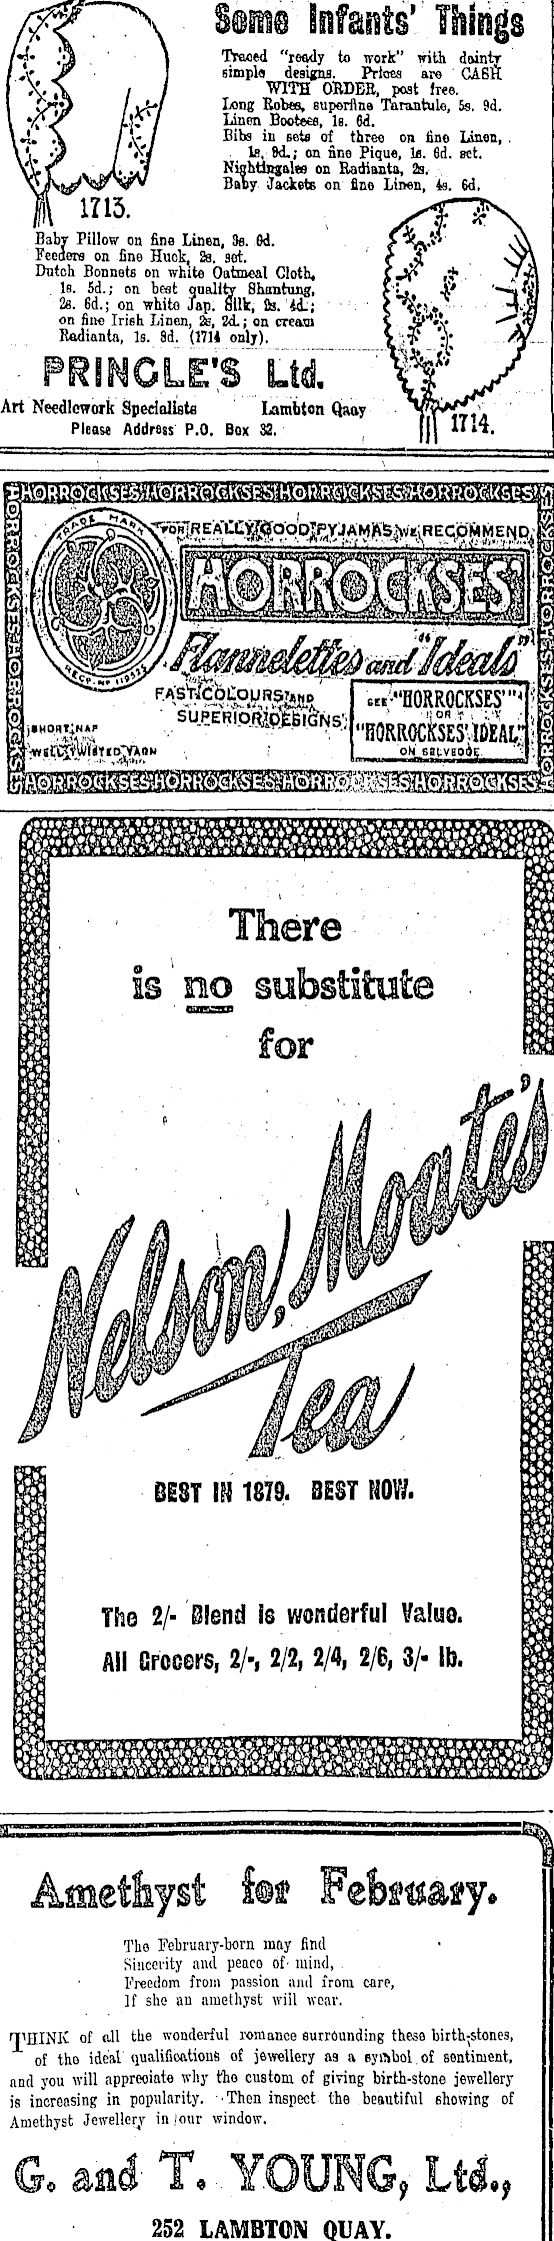 Some Infants' Things
Traced "ready to work" with dainty
simple designs. Prices are CASH
WITH ORDER, post free.
Long Robes, superfine Tarantule, 5s. 9d.
Linen Bootees, 1s. 6d.
Bibs in sets of three on fine Linen,
1s. 9d.; on fine Pique, 1s. 6d. set.
Nightingales on Radianta, 2s.
Baby Jackets on fine Linen, 4s. 6d.
1713.
Baby Pillow on fine Linen, 3s. 6d.
Feeders on fine Huck, 2s. set.
Dutch Bonnets on white Oatmeal Cloth,
1s. 5d.; on best quality Shantung,
2s. 6d.; on white Jap. Silk, 2s. 4d.;
on fine Irish Linen, 2s. 2d.; on cream
Radianta, 1s. 9d. (1714 only).
PRINGLE'S Ltd.
Art Needlework Specialists Lambton Quay
Please Address P.O. Box 32.
1714.
HORROCKSES HORROCKSES HORROCKSES HORROCKSES
HORROCKSES
HORROCKSES
TRADE MARK
FOR REALLY GOOD PYJAMAS WE RECOMMEND
HORROCKSES'
Flannelettes and "Ideals"
FAST COLOURS AND
SUPERIOR DESIGNS
SEE "HORROCKSES'"
OR
"HORROCKSES' IDEAL"
ON SELVEDGE
SHORT NAP
WELL TWISTED YARN
HORROCKSES HORROCKSES HORROCKSES HORROCKSES
There
is no substitute
for
Nelson, Moate's
Tea
BEST IN 1879. BEST NOW.
The 2/- Blend is wonderful Value.
All Grocers, 2/-, 2/2, 2/4, 2/6, 3/- lb.
Amethyst for February.
The February-born may find
Sincerity and peace of mind,
Freedom from passion and from care,
If she an amethyst will wear.
THINK of all the wonderful romance surrounding these birth-stones,
of the ideal qualifications of jewellery as a symbol of sentiment,
and you will appreciate why the custom of giving birth-stone jewellery
is increasing in popularity. Then inspect the beautiful showing of
Amethyst Jewellery in our window.
G. and T. YOUNG, Ltd.,
252 LAMBTON QUAY.